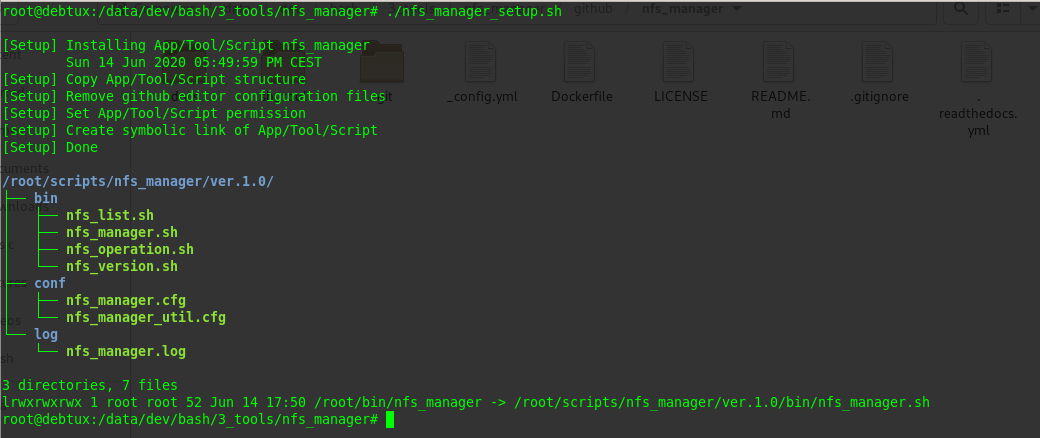 root@debtux:/data/dev/bash/3_tools/nfs_manager# ./nfs_manager_setup.sh
github nfs_manager
[Setup] Installing App/Tool/Script nfs_manager
Sun 14 Jun 2020 05:49:59 PM CEST
[Setup] Copy App/Tool/Script structure
[Setup] Remove github editor configuration files
[Setup] Set App/Tool/Script permission
[setup] Create symbolic link of App/Tool/Script
[Setup] Done
_config.yml
Dockerfile
LICENSE
README.
md
.gitignore
.
readthedocs.
yml
/root/scripts/nfs_manager/ver.1.0/
├── bin
│   ├── nfs_list.sh
│   ├── nfs_manager.sh
│   ├── nfs_operation.sh
│   └── nfs_version.sh
├── conf
│   ├── nfs_manager.cfg
│   └── nfs_manager_util.cfg
└── log
    └── nfs_manager.log
3 directories, 7 files
lrwxrwxrwx 1 root root 52 Jun 14 17:50 /root/bin/nfs_manager -> /root/scripts/nfs_manager/ver.1.0/bin/nfs_manager.sh
root@debtux:/data/dev/bash/3_tools/nfs_manager#